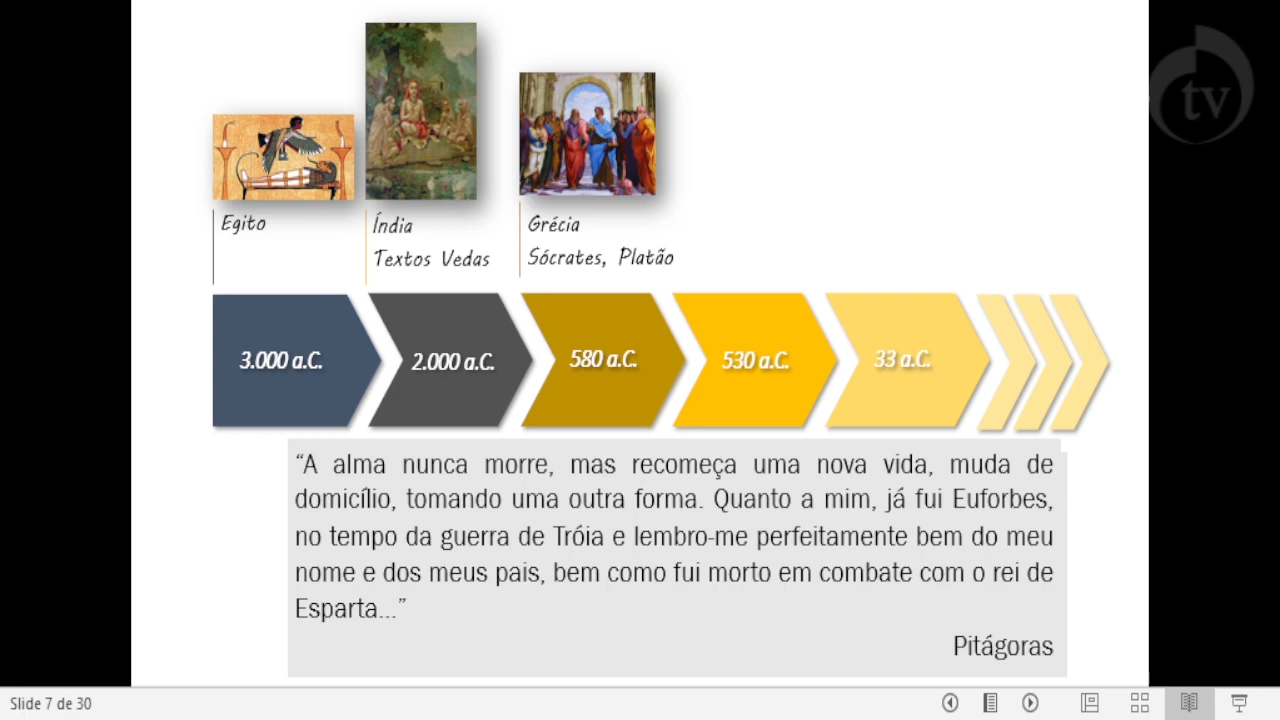 tv
Egito
Índia
Textos Vedas
Grécia
Sócrates, Platão
3.000 a.C.
2.000 a.C.
580 a.C.
530 a.C.
33 a.C.
“A alma nunca morre, mas recomeça uma nova vida, muda de
domicílio, tomando uma outra forma. Quanto a mim, já fui Euforbes,
no tempo da guerra de Tróia e lembro-me perfeitamente bem do meu
nome e dos meus pais, bem como fui morto em combate com o rei de
Esparta...”
Pitágoras
Slide 7 de 30